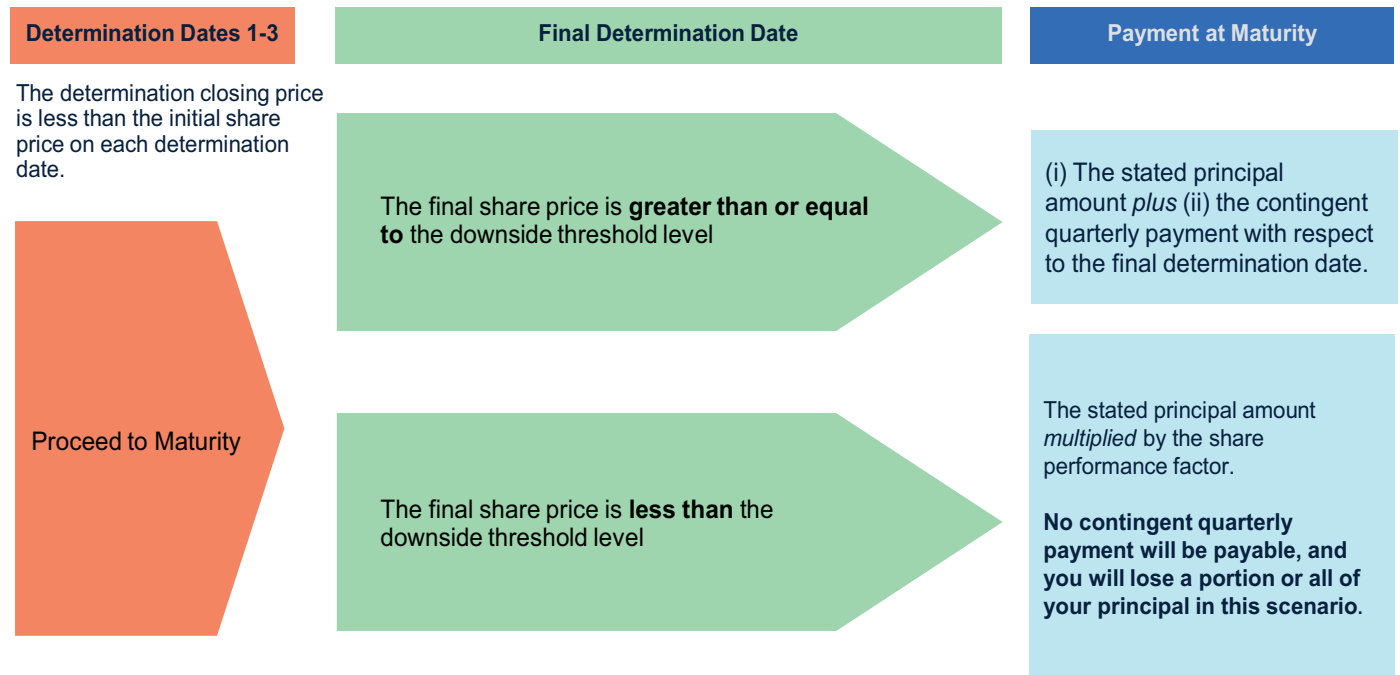 Determination Dates 1-3
Final Determination Date
Payment at Maturity
The determination closing price
is less than the initial share
price on each determination
date.
Proceed to Maturity
The final share price is greater than or equal
to the downside threshold level
(i) The stated principal
amount plus (ii) the contingent
quarterly payment with respect
to the final determination date.
The final share price is less than the
downside threshold level
The stated principal amount
multiplied by the share
performance factor.
No contingent quarterly
payment will be payable, and
you will lose a portion or all of
your principal in this scenario.